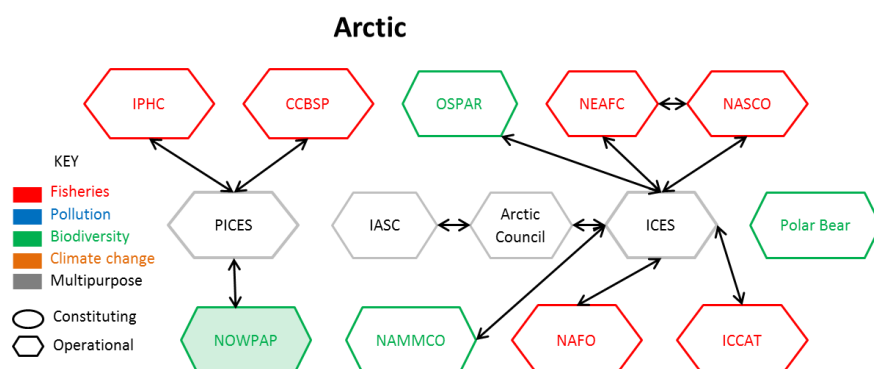 Arctic
IPHC
CCBSP
OSPAR
NEAFC
NASCO
KEY
Fisheries
Pollution
Biodiversity
Climate change
Multipurpose
Constituting
Operational
PICES
IASC
Arctic
Council
ICES
Polar Bear
NOWPAP
NAMMCO
NAFO
ICCAT